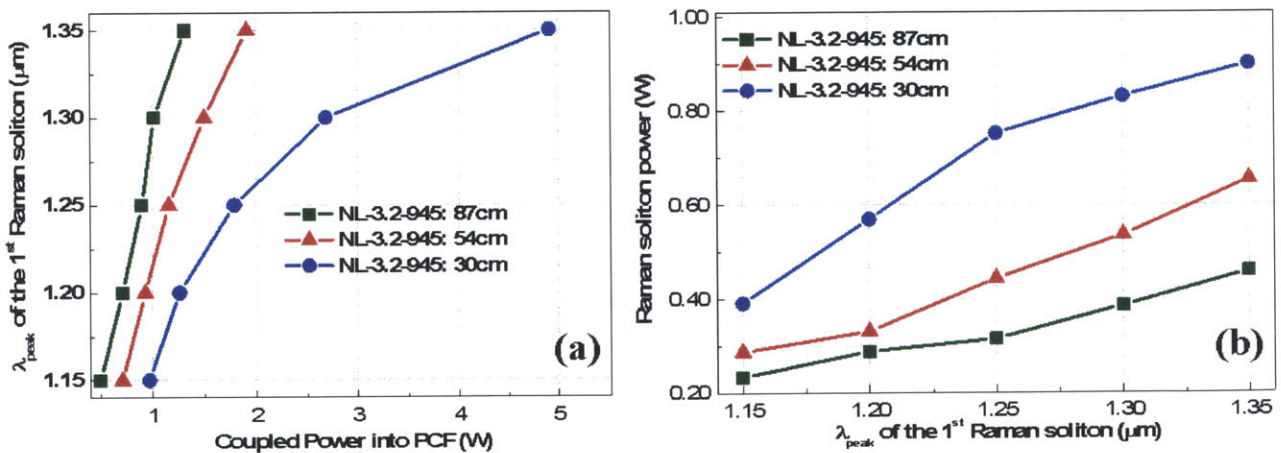 λpeak of the 1st Raman soliton (μm)
1.35
1.30
1.25
1.20
1.15
NL-3.2-945: 87cm
NL-3.2-945: 54cm
NL-3.2-945: 30cm
(a)
1 2 3 4 5
Coupled Power into PCF (W)
Raman soliton power (W)
1.00
0.80
0.60
0.40
0.20
NL-3.2-945: 87cm
NL-3.2-945: 54cm
NL-3.2-945: 30cm
(b)
1.15 1.20 1.25 1.30 1.35
λpeak of the 1st Raman soliton (μm)